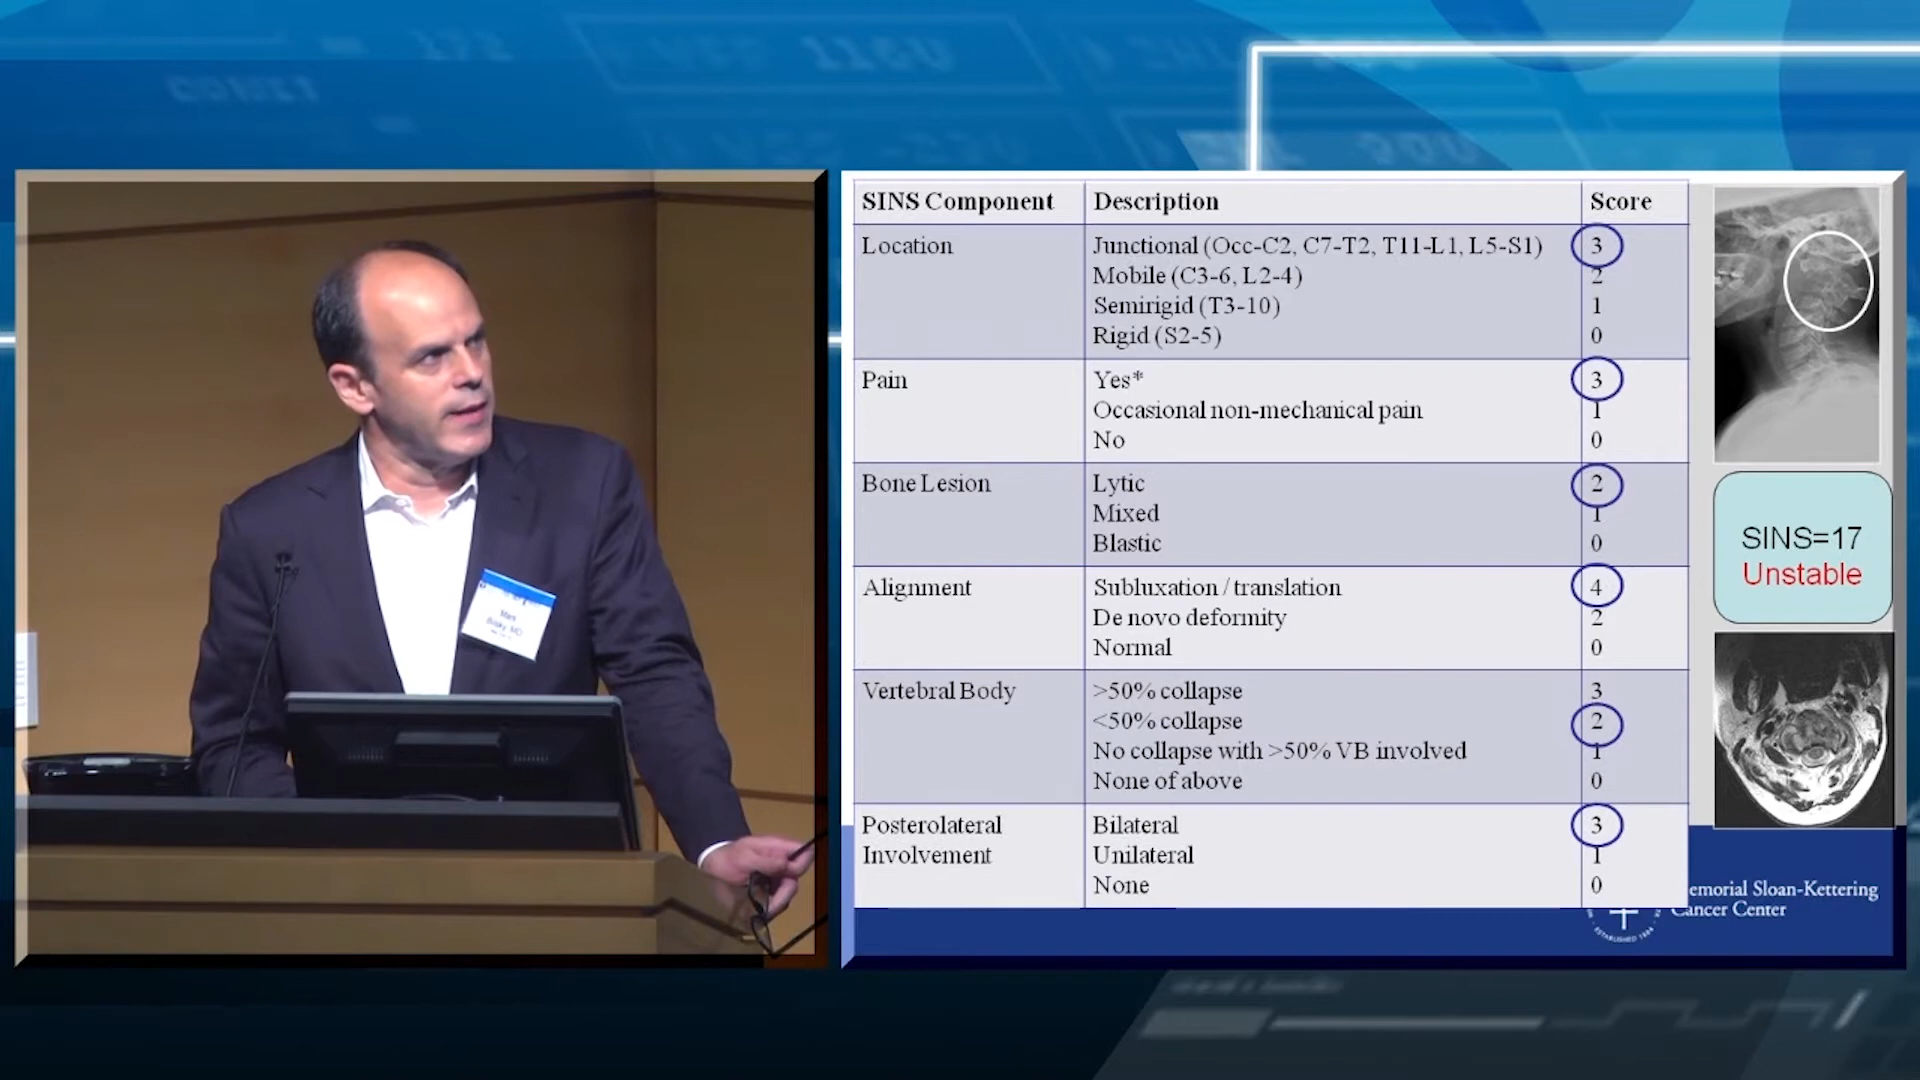 SINS Component Description Score
Location Junctional (Occ-C2, C7-T2, T11-L1, L5-S1) 3
Mobile (C3-6, L2-4) 2
Semirigid (T3-10) 1
Rigid (S2-5) 0
Pain Yes* 3
Occasional non-mechanical pain 1
No 0
Bone Lesion Lytic 2
Mixed 1
Blastic 0
Alignment Subluxation / translation 4
De novo deformity 2
Normal 0
Vertebral Body >50% collapse 3
<50% collapse 2
No collapse with >50% VB involved 1
None of above 0
Posterolateral Bilateral 3
Involvement Unilateral 1
None 0
SINS=17
Unstable
emorial Sloan-Kettering
Cancer Center
Mark
Bilsky, MD